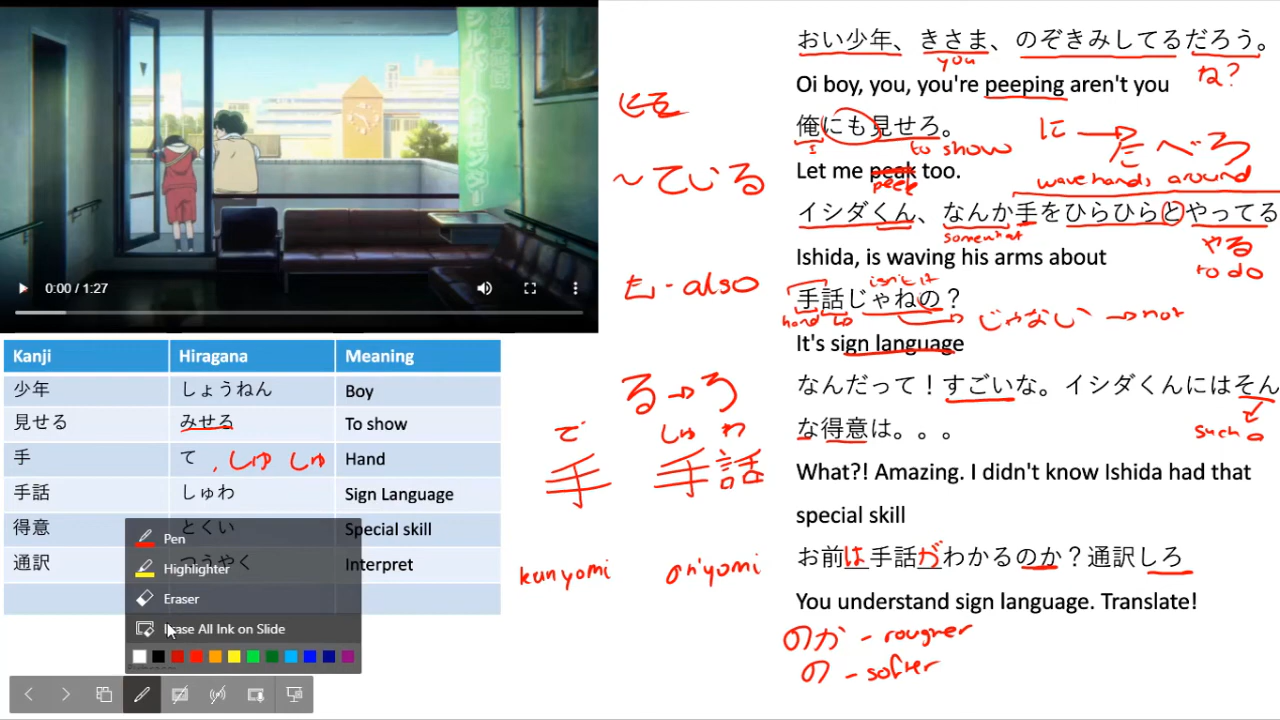 0:00 / 1:27
Kanji Hiragana Meaning
少年 しょうねん Boy
見せる みせる To show
手 て , しゅ しゅ Hand
手話 しゅわ Sign Language
得意 とくい Special skill
通訳 つうやく Interpret
Pen
Highlighter
Eraser
Erase All Ink on Slide
~ている
も - also
る→ろ
て しゅ わ
手 手話
kunyomi on'yomi
おい少年、きさま、のぞきみしてるだろう。
you ね?
Oi boy, you, you're peeping aren't you
俺にも見せろ。
I to show に → たべろ
Let me peak too.
peek wave hands around
イシダくん、なんか手をひらひらとやってる
somewhat やる
to do
Ishida, is waving his arms about
isn't it
手話じゃねの？
hand じゃない → not
It's sign language
なんだって！すごいな。イシダくんにはそん
な得意は。。。
such a
What?! Amazing. I didn't know Ishida had that
special skill
お前は手話がわかるのか？通訳しろ
You understand sign language. Translate!
のか - rougher
の - softer